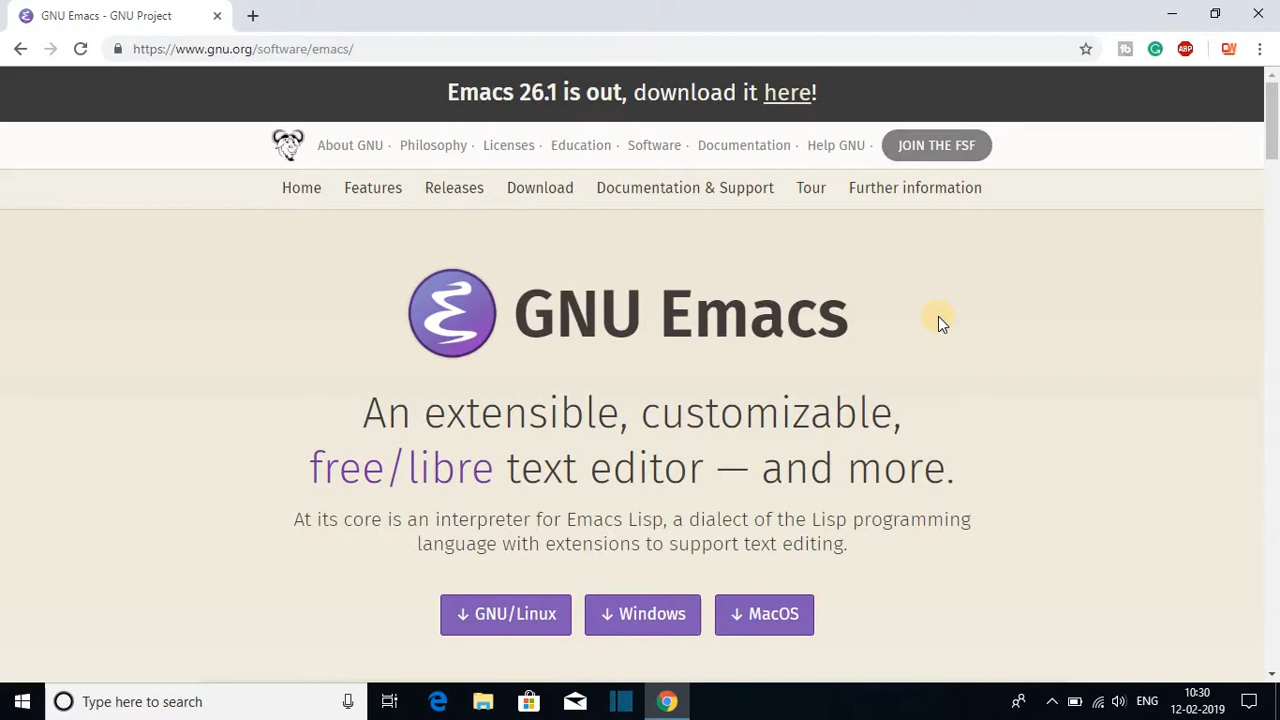 GNU Emacs - GNU Project
https://www.gnu.org/software/emacs/
Emacs 26.1 is out, download it here!
About GNU · Philosophy · Licenses · Education · Software · Documentation · Help GNU · JOIN THE FSF
Home Features Releases Download Documentation & Support Tour Further information
GNU Emacs
An extensible, customizable,
free/libre text editor — and more.
At its core is an interpreter for Emacs Lisp, a dialect of the Lisp programming
language with extensions to support text editing.
↓ GNU/Linux ↓ Windows ↓ MacOS
Type here to search
ENG
10:30
12-02-2019